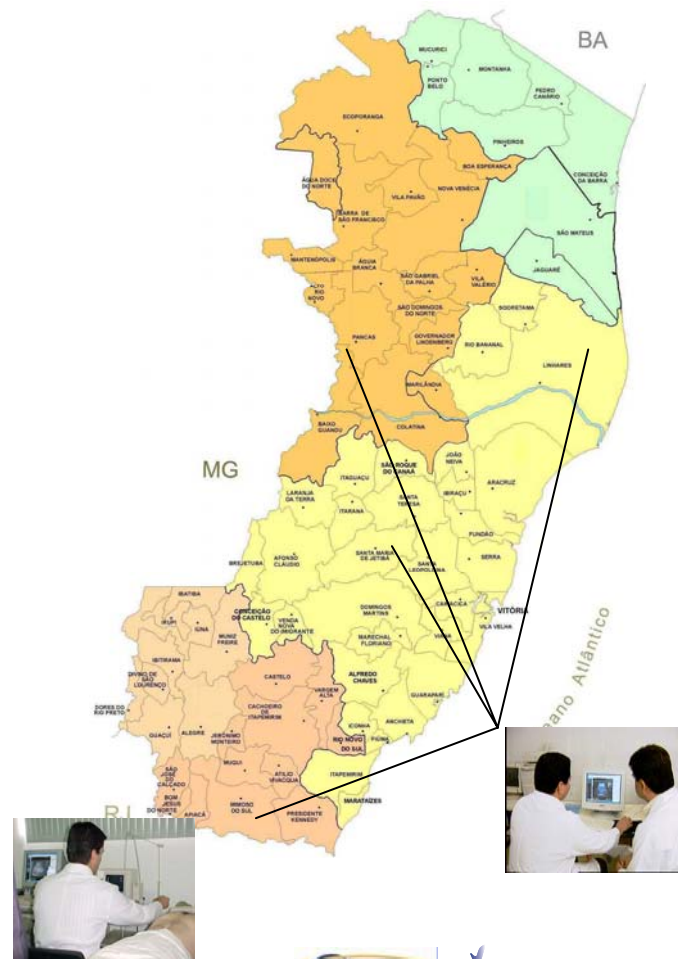 BA
MUCURICI
MONTANHA
PONTO
BELO
PEDRO
CANÁRIO
ECOPORANGA
PINHEIROS
BOA ESPERANÇA
CONCEIÇÃO
DA BARRA
ÁGUA DOCE
DO NORTE
VILA PAVÃO
NOVA VENÉCIA
BARRA DE
SÃO FRANCISCO
SÃO MATEUS
MANTENÓPOLIS
ÁGUIA
BRANCA
JAGUARÉ
SÃO GABRIEL
DA PALHA
VILA
VALÉRIO
ALTO
RIO
NOVO
SÃO DOMINGOS
DO NORTE
SOORETAMA
PANCAS
GOVERNADOR
LINDENBERG
RIO BANANAL
LINHARES
MARILÂNDIA
BAIXO
GUANDU
COLATINA
MG
JOÃO
NEIVA
SÃO ROQUE
DO CANAÃ
ITAGUAÇU
ARACRUZ
LARANJA
DA TERRA
SANTA
TERESA
IBIRAÇU
ITARANA
FUNDÃO
BREJETUBA
AFONSO
CLÁUDIO
SANTA MARIA
DE JETIBÁ
SANTA
LEOPOLDINA
SERRA
IBATIBA
CONCEIÇÃO
DO CASTELO
VENDA
NOVA
DO IMIGRANTE
DOMINGOS
MARTINS
CARIACICA
VITÓRIA
IRUPI
IÚNA
MUNIZ
FREIRE
MARECHAL
FLORIANO
VIANA
VILA VELHA
IBITIRAMA
DIVINO DE
SÃO
LOURENÇO
CASTELO
ALFREDO
CHAVES
VARGEM
ALTA
GUARAPARI
DORES DO
RIO PRETO
CACHOEIRO
DE
ITAPEMIRIM
ANCHIETA
ICONHA
PIÚMA
GUAÇUÍ
ALEGRE
JERÔNIMO
MONTEIRO
RIO NOVO
DO SUL
MUQUI
SÃO
JOSÉ
DO
CALÇADO
ATILIO
VIVACQUA
ITAPEMIRIM
BOM
JESUS
DO NORTE
APIACÁ
MIMOSO
DO SUL
PRESIDENTE
KENNEDY
MARATAÍZES
RJ
Atlântico